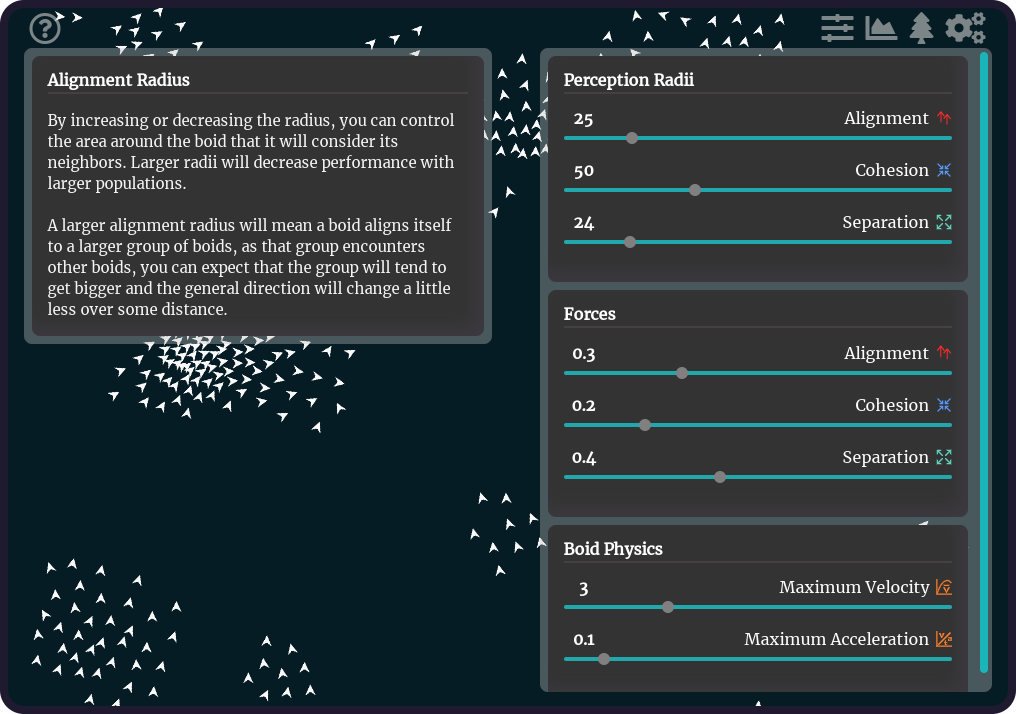 ?
Alignment Radius
By increasing or decreasing the radius, you can control
the area around the boid that it will consider its
neighbors. Larger radii will decrease performance with
larger populations.
A larger alignment radius will mean a boid aligns itself
to a larger group of boids, as that group encounters
other boids, you can expect that the group will tend to
get bigger and the general direction will change a little
less over some distance.
Perception Radii
25 Alignment
50 Cohesion
24 Separation
Forces
0.3 Alignment
0.2 Cohesion
0.4 Separation
Boid Physics
3 Maximum Velocity
0.1 Maximum Acceleration